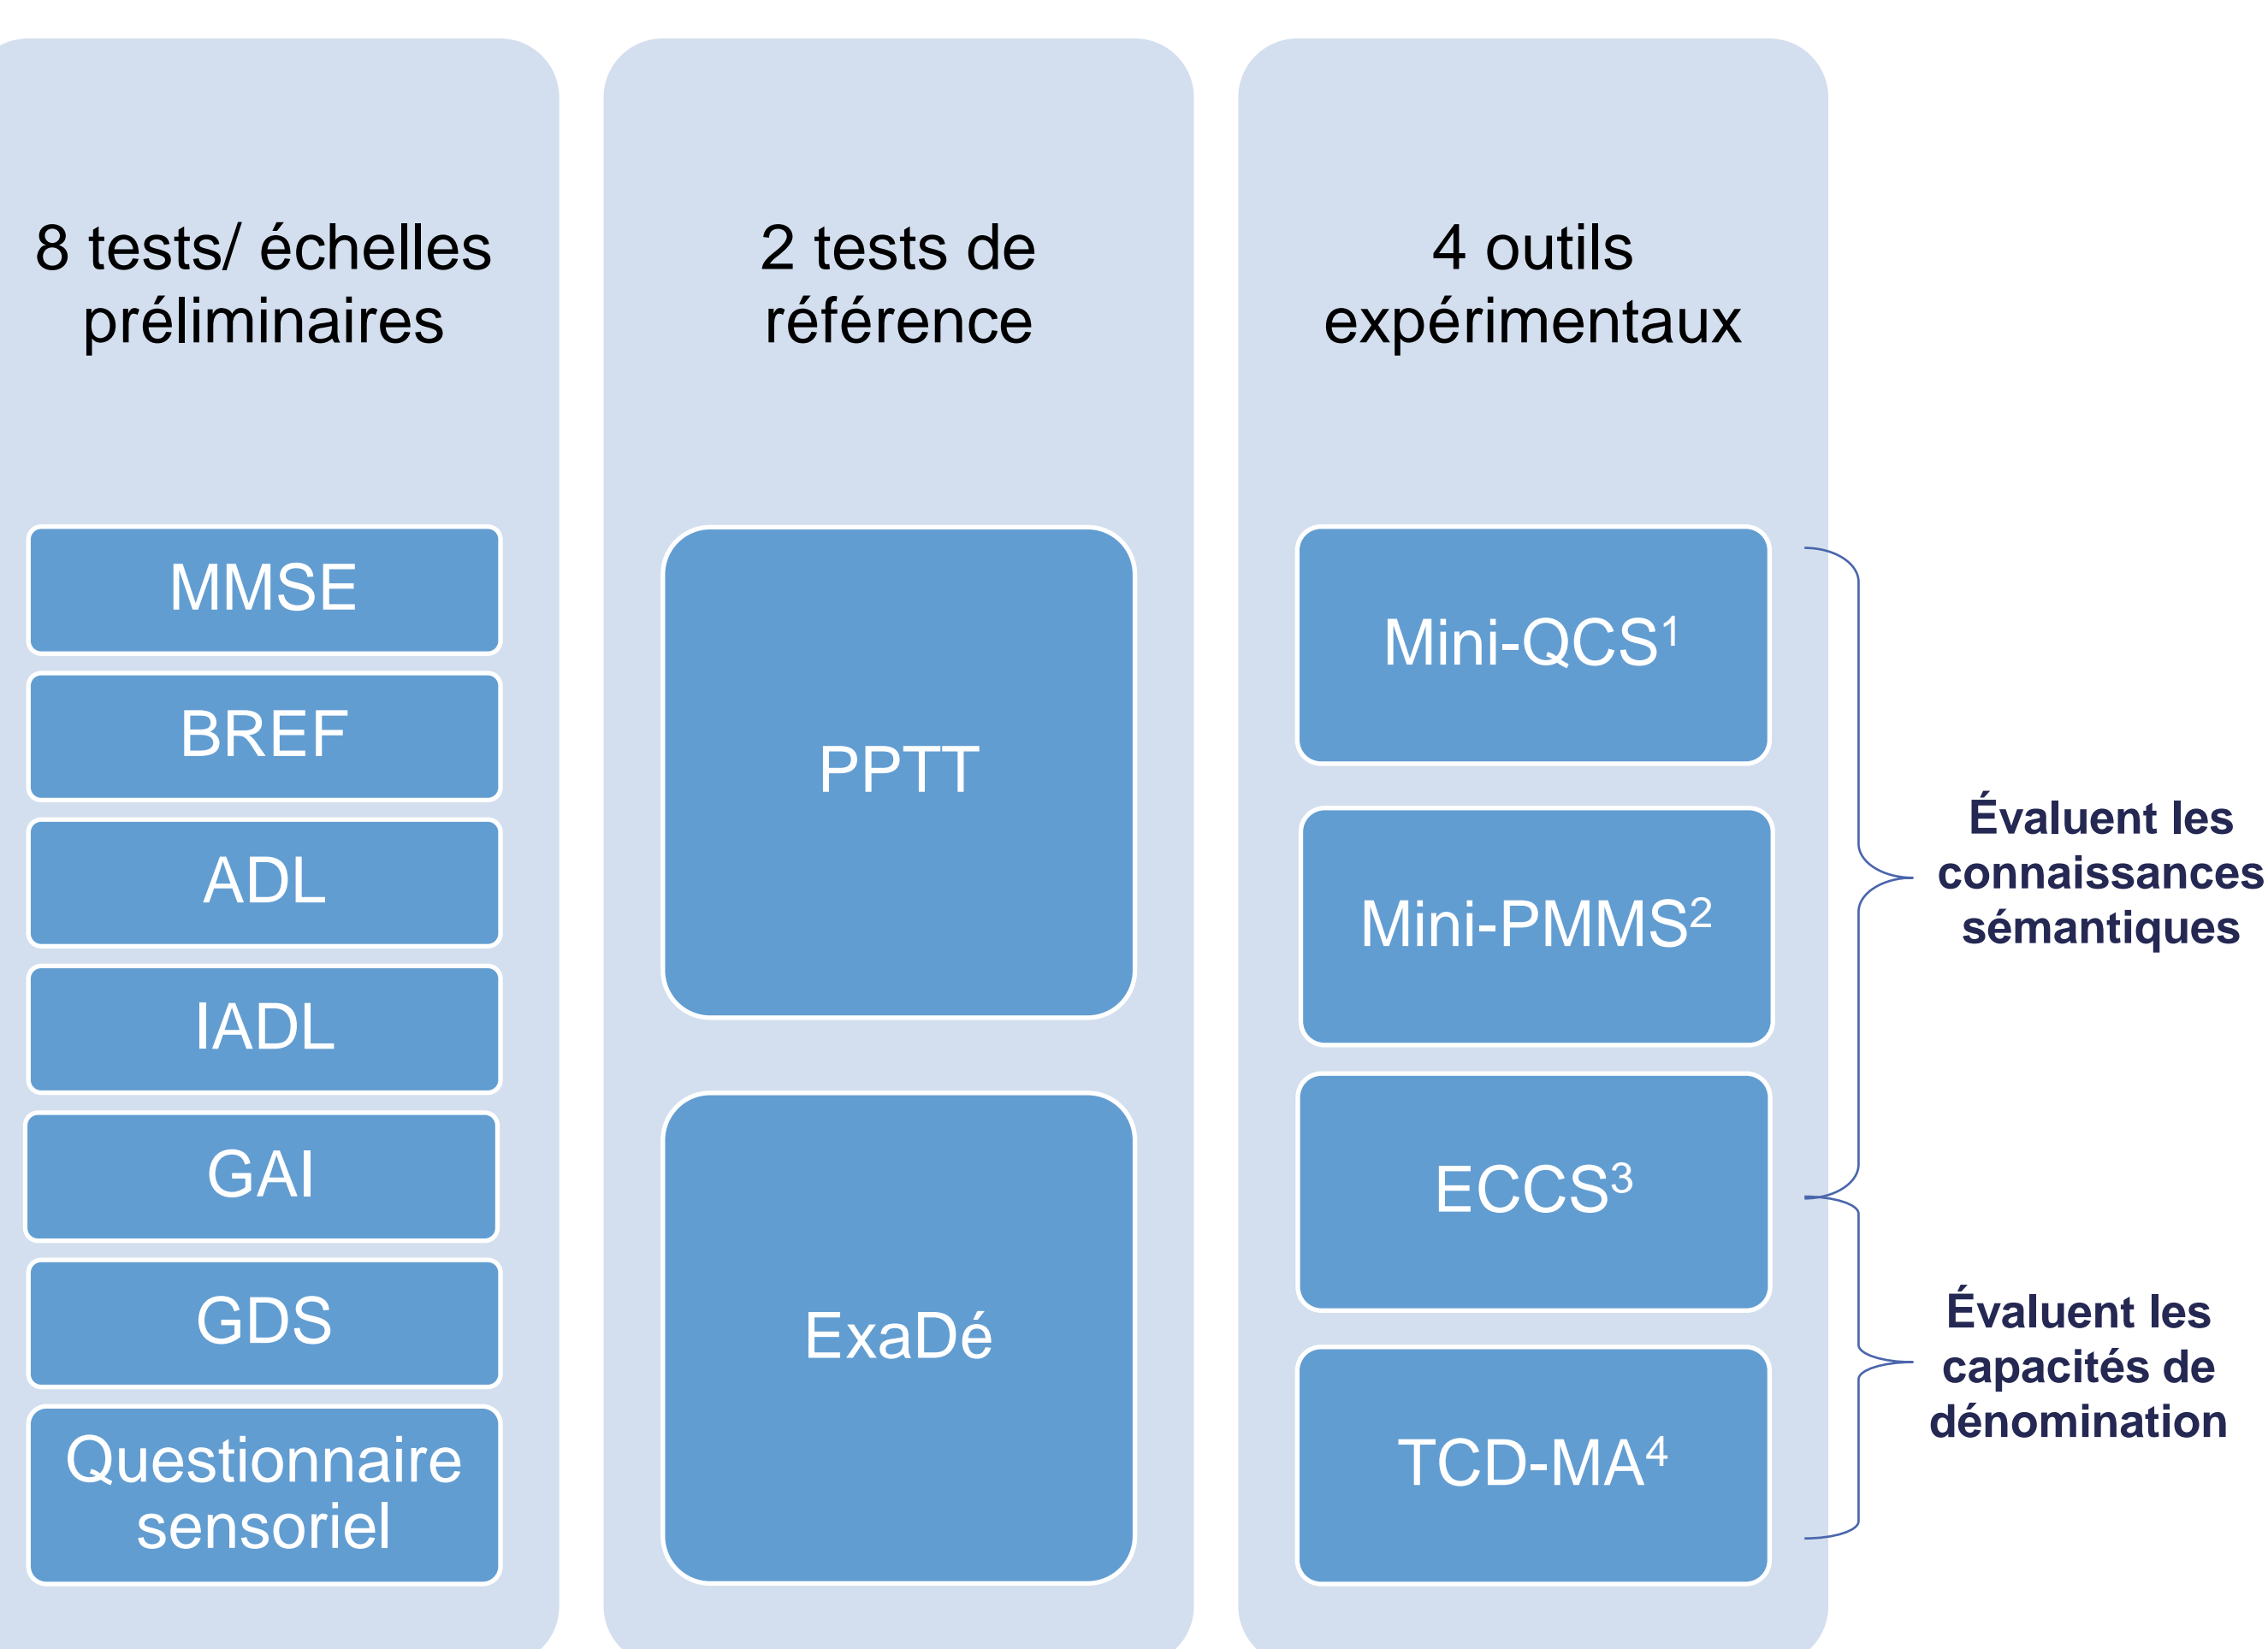 8 tests/ échelles
préliminaires
MMSE
BREF
ADL
IADL
GAI
GDS
Questionnaire
sensoriel
2 tests de
référence
PPTT
ExaDé
4 outils
expérimentaux
Mini-QCS¹
Mini-PMMS²
ECCS³
TCD-MA⁴
Évaluent les
connaissances
sémantiques
Évaluent les
capacités de
dénomination